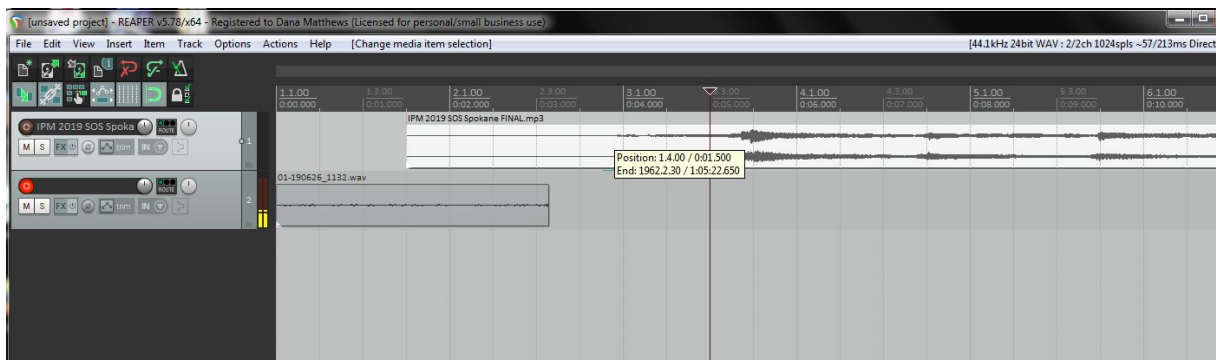 [unsaved project] - REAPER v5.78/x64 - Registered to Dana Matthews (Licensed for personal/small business use)
File Edit View Insert Item Track Options Actions Help [Change media item selection] [44.1kHz 24bit WAV : 2/2ch 1024spls ~57/213ms Direct
1.1.00 1.3.00 2.1.00 2.3.00 3.1.00 3.3.00 4.1.00 4.3.00 5.1.00 5.3.00 6.1.00
0:00.000 0:01.000 0:02.000 0:03.000 0:04.000 0:05.000 0:06.000 0:07.000 0:08.000 0:09.000 0:10.000
IPM 2019 SOS Spokane FINAL.mp3
IPM 2019 SOS Spoka ROUTE 1
M S FX trim IN
Position: 1.4.00 / 0:01.500
End: 1962.2.30 / 1:05:22.650
01-190626_1132.wav
ROUTE 2
M S FX trim IN